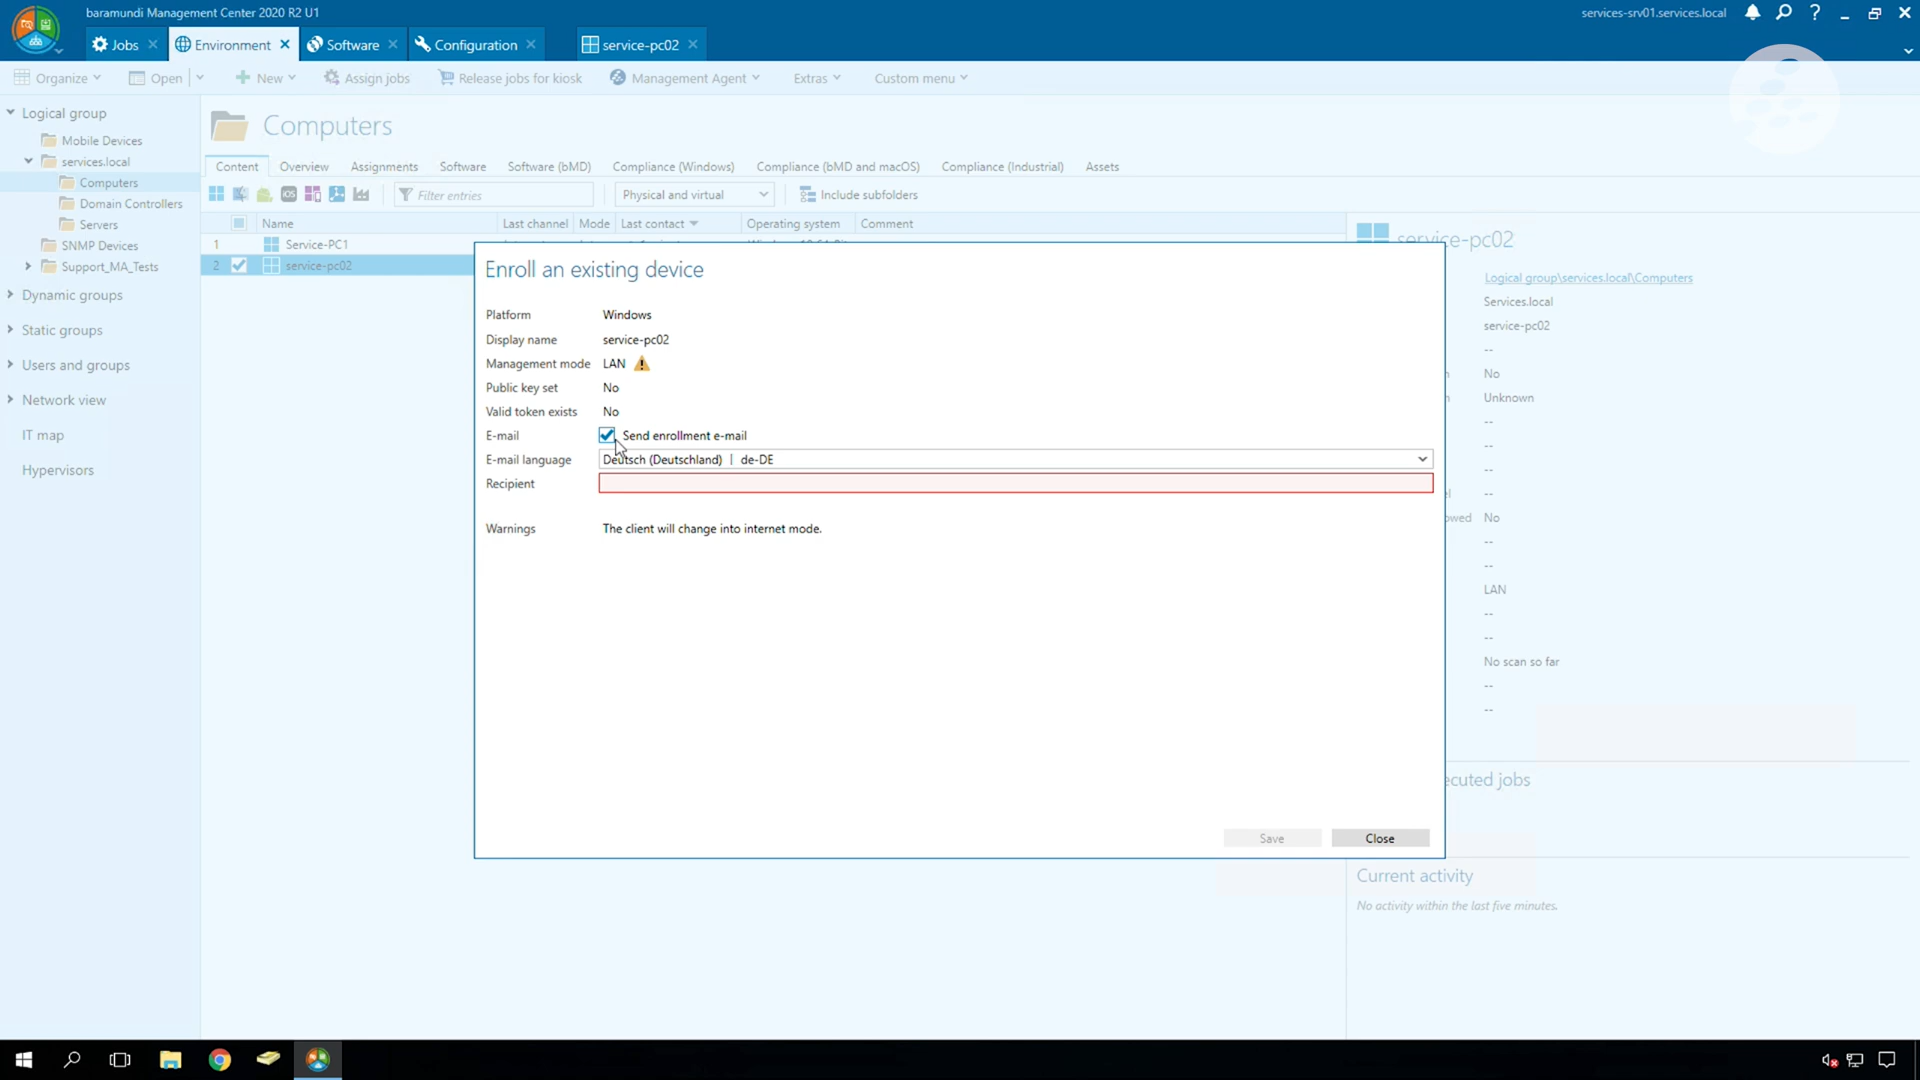 baramundi Management Center 2020 R2 U1
services-srv01.services.local
Jobs
Environment
Software
Configuration
service-pc02
Organize
Open
New
Assign jobs
Release jobs for kiosk
Management Agent
Extras
Custom menu
Logical group
Mobile Devices
services.local
Computers
Domain Controllers
Servers
SNMP Devices
Support_MA_Tests
Dynamic groups
Static groups
Users and groups
Network view
IT map
Hypervisors
Computers
Content
Overview
Assignments
Software
Software (bMD)
Compliance (Windows)
Compliance (bMD and macOS)
Compliance (Industrial)
Assets
iOS
Filter entries
Physical and virtual
Include subfolders
Name
Last channel
Mode
Last contact
Operating system
Comment
1 Service-PC1
2 service-pc02
Enroll an existing device
Platform Windows
Display name service-pc02
Management mode LAN
Public key set No
Valid token exists No
E-mail Send enrollment e-mail
E-mail language Deutsch (Deutschland) | de-DE
Recipient
Warnings The client will change into internet mode.
Save
Close
service-pc02
Logical group\services.local\Computers
Services.local
service-pc02
--
No
Unknown
--
--
--
--
owed No
--
--
LAN
--
--
No scan so far
--
--
ecuted jobs
Current activity
No activity within the last five minutes.